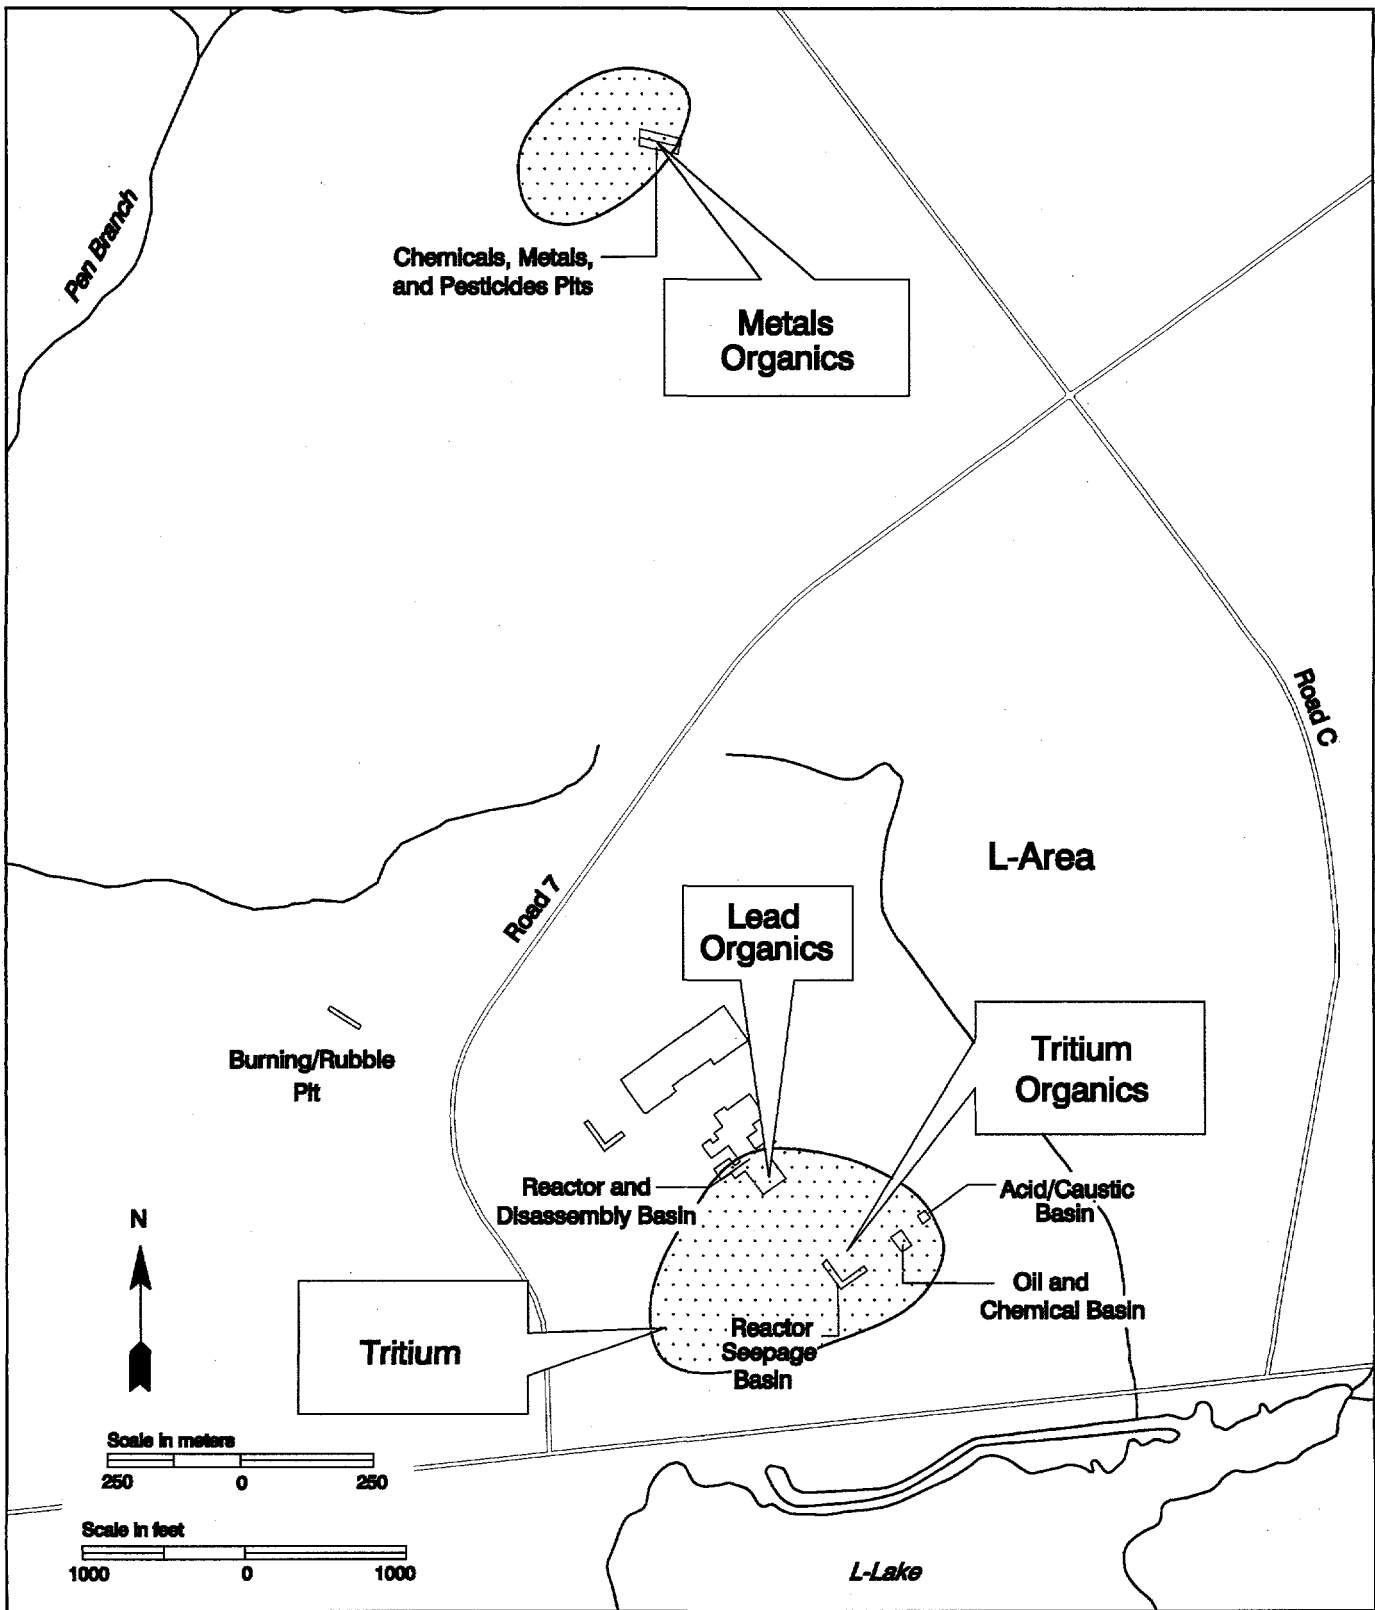 Pen Branch
Chemicals, Metals,
and Pesticides Pits
Metals
Organics
Road C
L-Area
Road 7
Lead
Organics
Tritium
Organics
Burning/Rubble
Pit
Reactor and
Disassembly Basin
Acid/Caustic
Basin
N
Oil and
Chemical Basin
Reactor
Seepage
Basin
Tritium
Scale in meters
250 0 250
Scale in feet
1000 0 1000
L-Lake